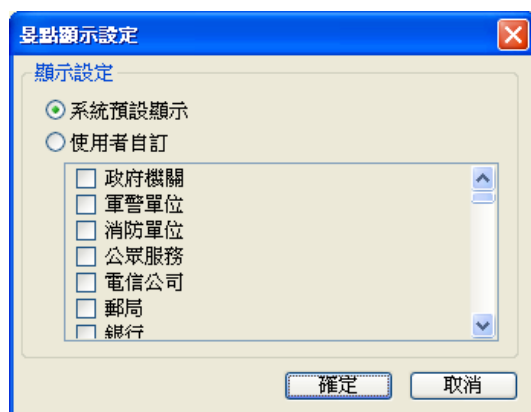 景點顯示設定
顯示設定
系統預設顯示
使用者自訂
政府機關
軍警單位
消防單位
公眾服務
電信公司
郵局
銀行
確定
取消